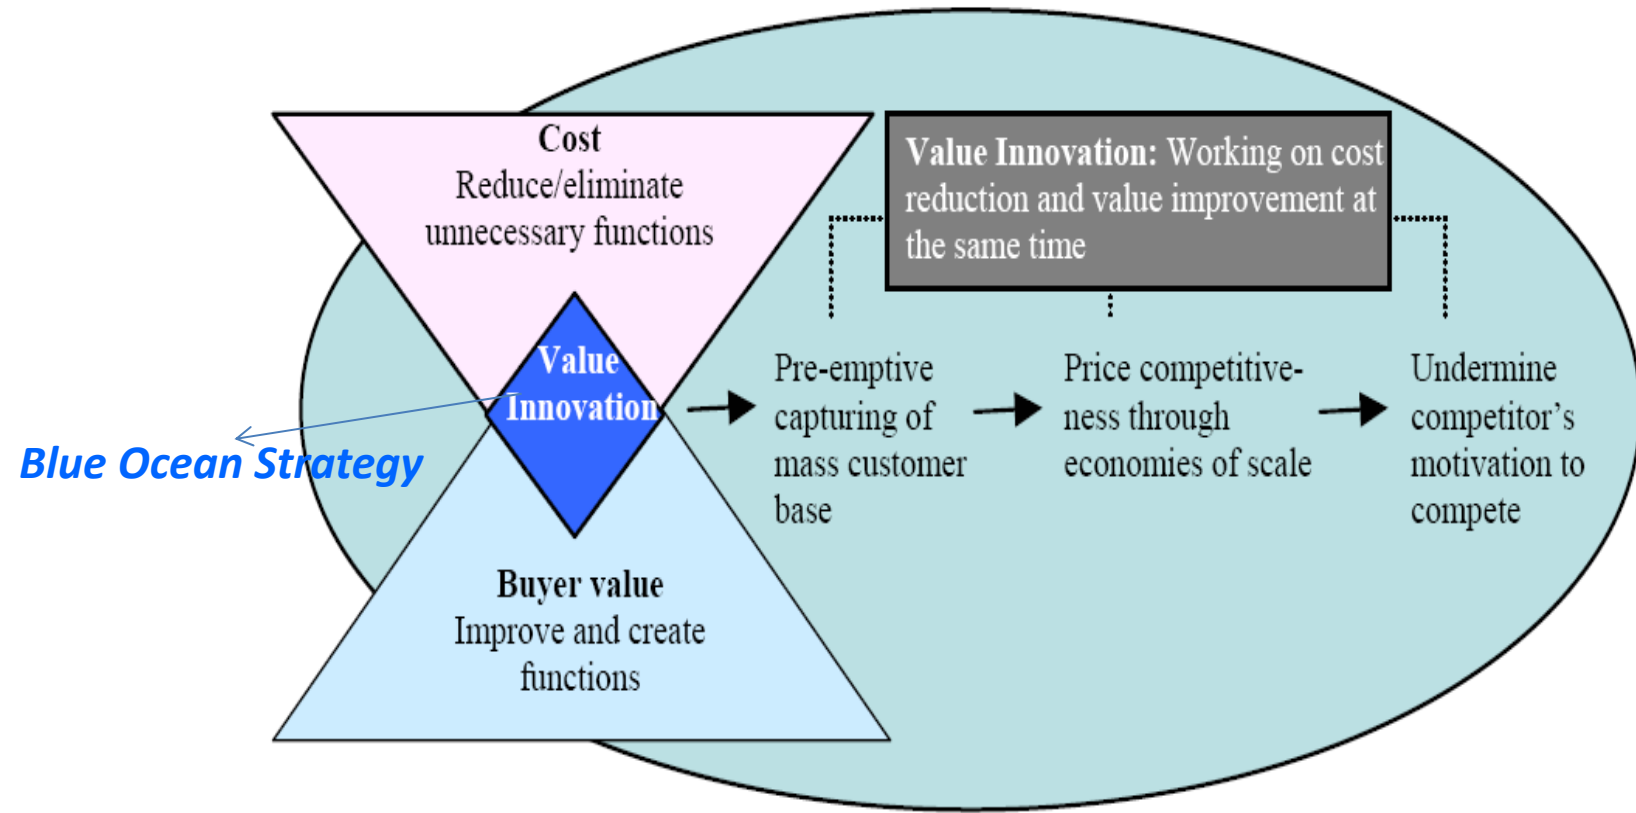 Cost
Reduce/eliminate
unnecessary functions
Value
Innovation
Blue Ocean Strategy
Buyer value
Improve and create
functions
Value Innovation: Working on cost
reduction and value improvement at
the same time
Pre-emptive
capturing of
mass customer
base
Price competitive-
ness through
economies of scale
Undermine
competitor’s
motivation to
compete